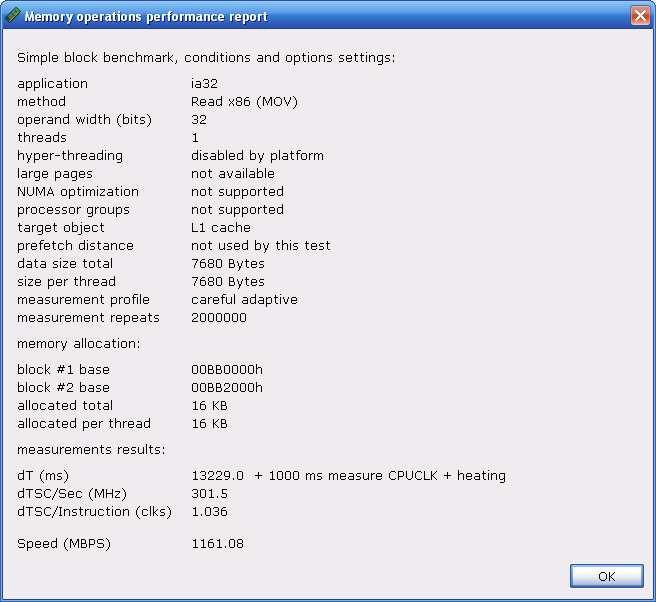 Memory operations performance report
Simple block benchmark, conditions and options settings:
application ia32
method Read x86 (MOV)
operand width (bits) 32
threads 1
hyper-threading disabled by platform
large pages not available
NUMA optimization not supported
processor groups not supported
target object L1 cache
prefetch distance not used by this test
data size total 7680 Bytes
size per thread 7680 Bytes
measurement profile careful adaptive
measurement repeats 2000000
memory allocation:
block #1 base 00BB0000h
block #2 base 00BB2000h
allocated total 16 KB
allocated per thread 16 KB
measurements results:
dT (ms) 13229.0 + 1000 ms measure CPUCLK + heating
dTSC/Sec (MHz) 301.5
dTSC/Instruction (clks) 1.036
Speed (MBPS) 1161.08
OK